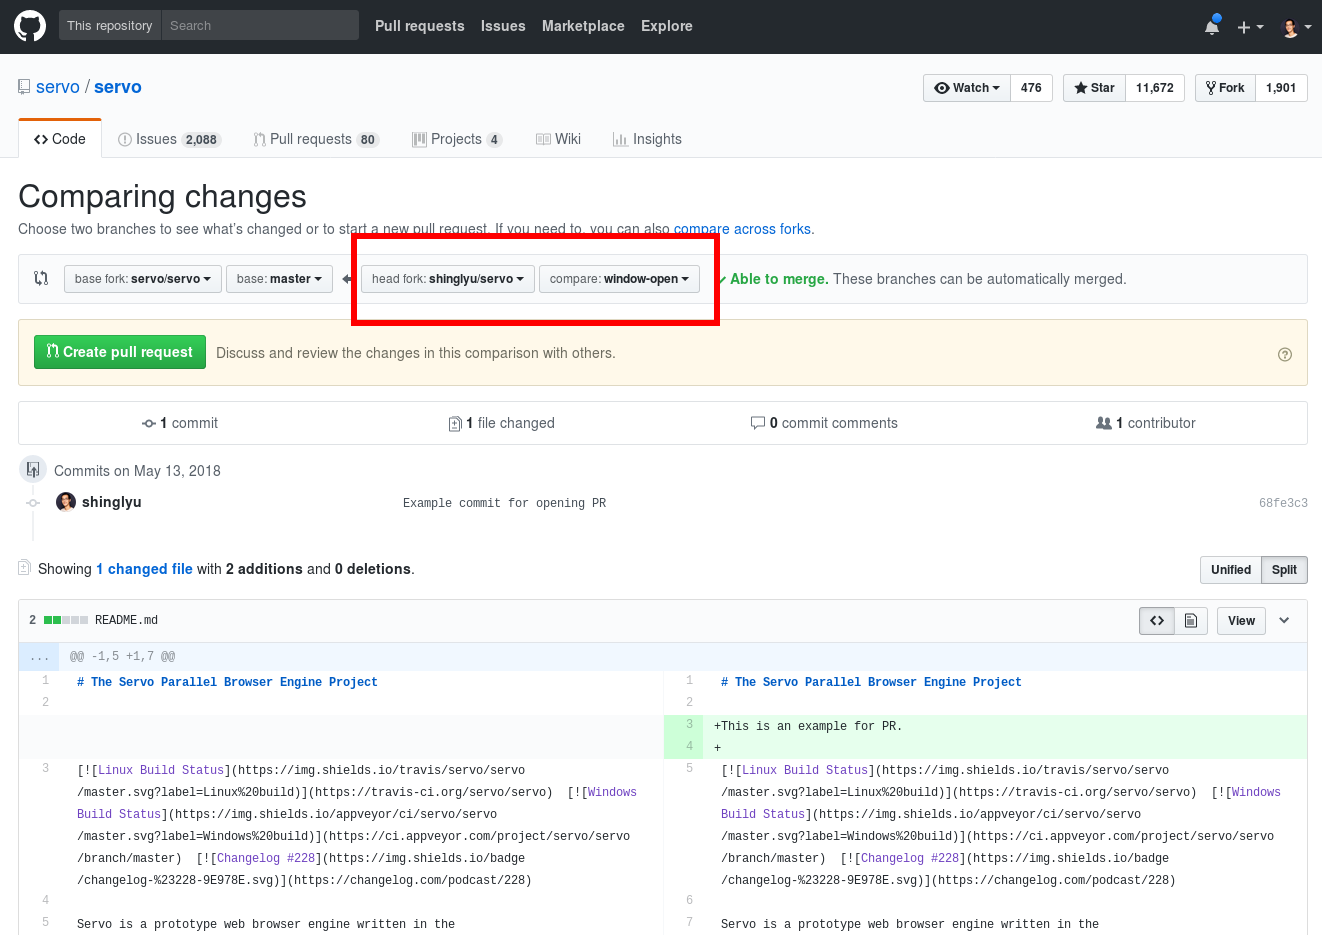 This repository Search Pull requests Issues Marketplace Explore
servo / servo
Watch 476 Star 11,672 Fork 1,901
Code Issues 2,088 Pull requests 80 Projects 4 Wiki Insights
Comparing changes
Choose two branches to see what's changed or to start a new pull request. If you need to, you can also compare across forks.
base fork: servo/servo base: master head fork: shinglyu/servo compare: window-open Able to merge. These branches can be automatically merged.
Create pull request Discuss and review the changes in this comparison with others.
1 commit 1 file changed 0 commit comments 1 contributor
Commits on May 13, 2018
shinglyu Example commit for opening PR 68fe3c3
Showing 1 changed file with 2 additions and 0 deletions.
Unified Split
2 README.md View
... @@ -1,5 +1,7 @@
1 # The Servo Parallel Browser Engine Project 1 # The Servo Parallel Browser Engine Project
2 2
3 +This is an example for PR.
4 +
3 [![Linux Build Status](https://img.shields.io/travis/servo/servo 5 [![Linux Build Status](https://img.shields.io/travis/servo/servo
/master.svg?label=Linux%20build)](https://travis-ci.org/servo/servo) [![Windows /master.svg?label=Linux%20build)](https://travis-ci.org/servo/servo) [![Windows
Build Status](https://img.shields.io/appveyor/ci/servo/servo Build Status](https://img.shields.io/appveyor/ci/servo/servo
/master.svg?label=Windows%20build)](https://ci.appveyor.com/project/servo/servo /master.svg?label=Windows%20build)](https://ci.appveyor.com/project/servo/servo
/branch/master) [![Changelog #228](https://img.shields.io/badge /branch/master) [![Changelog #228](https://img.shields.io/badge
/changelog-%23228-9E978E.svg)](https://changelog.com/podcast/228) /changelog-%23228-9E978E.svg)](https://changelog.com/podcast/228)
4 6
5 Servo is a prototype web browser engine written in the 7 Servo is a prototype web browser engine written in the